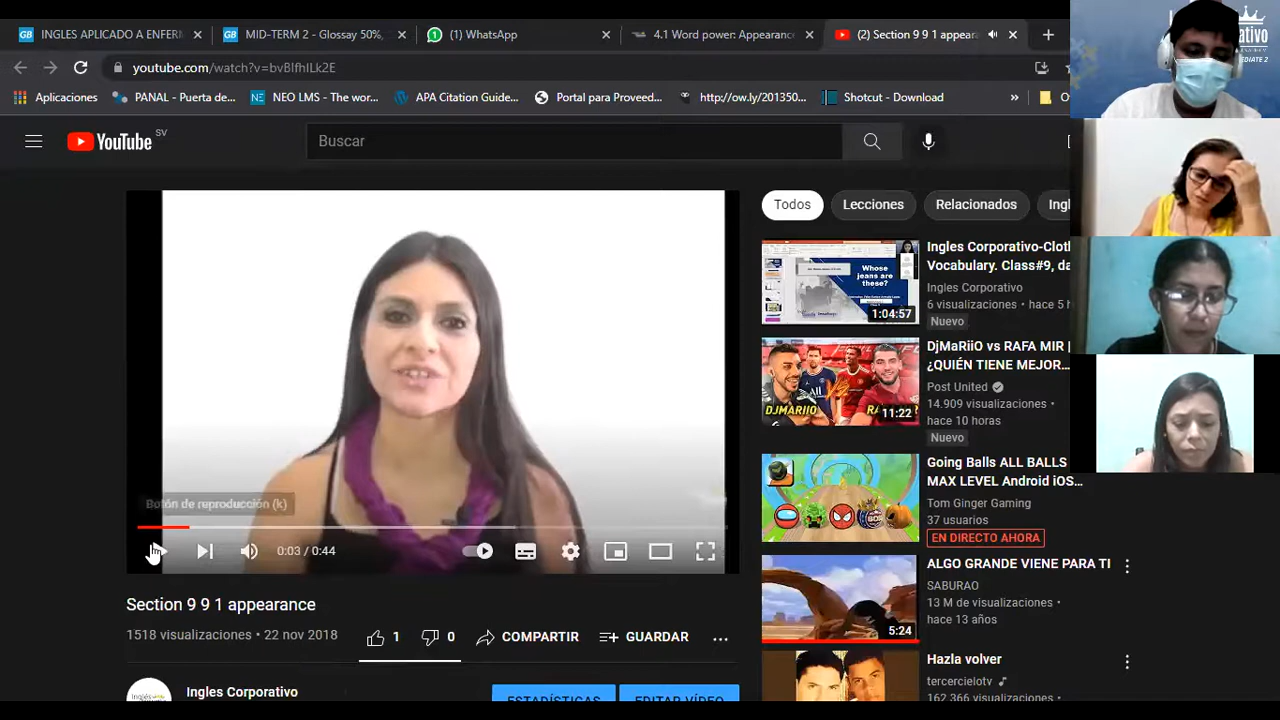 INGLES APLICADO A ENFERM
MID-TERM 2 - Glossay 50%,
(1) WhatsApp
4.1 Word power: Appearance
(2) Section 9 9 1 appeara
youtube.com/watch?v=bvBlfhILk2E
Aplicaciones
PANAL - Puerta de...
NEO LMS - The wor...
APA Citation Guide...
Portal para Proveed...
http://ow.ly/201350...
Shotcut - Download
»
YouTube SV
Buscar
Todos
Lecciones
Relacionados
Ingles Corporativo-Cloth
Vocabulary. Class#9, da
Ingles Corporativo
6 visualizaciones • hace 5 h
Nuevo
Whose
jeans are
these?
1:04:57
DjMaRiiO vs RAFA MIR |
¿QUIÉN TIENE MEJOR...
Post United
14.909 visualizaciones •
hace 10 horas
Nuevo
DJMARIIO
11:22
Going Balls ALL BALLS
MAX LEVEL Android iOS...
Tom Ginger Gaming
37 usuarios
EN DIRECTO AHORA
ALGO GRANDE VIENE PARA TI
SABURAO
13 M de visualizaciones •
hace 13 años
5:24
Hazla volver
tercercielotv
162.366 visualizaciones •
Botón de reproducción (k)
0:03 / 0:44
Section 9 9 1 appearance
1518 visualizaciones • 22 nov 2018
1
0
COMPARTIR
GUARDAR
Ingles Corporativo
ESTADÍSTICAS
EDITAR VÍDEO